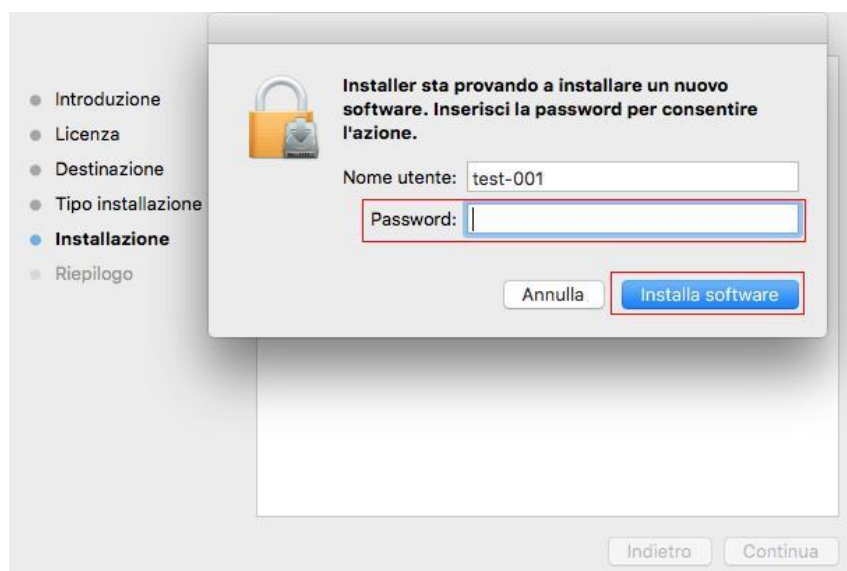 Introduzione
Licenza
Destinazione
Tipo installazione
Installazione
Riepilogo
Installer sta provando a installare un nuovo
software. Inserisci la password per consentire
l'azione.
Nome utente: test-001
Password:
Annulla Installa software
Indietro Continua